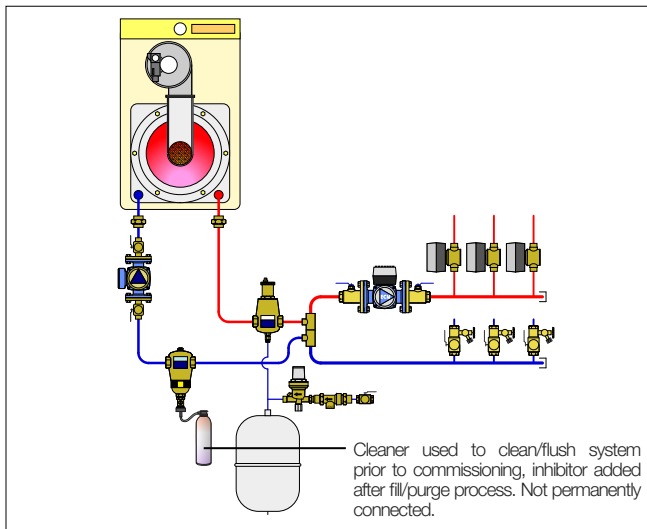 Cleaner used to clean/flush system
prior to commissioning, inhibitor added
after fill/purge process. Not permanently
connected.